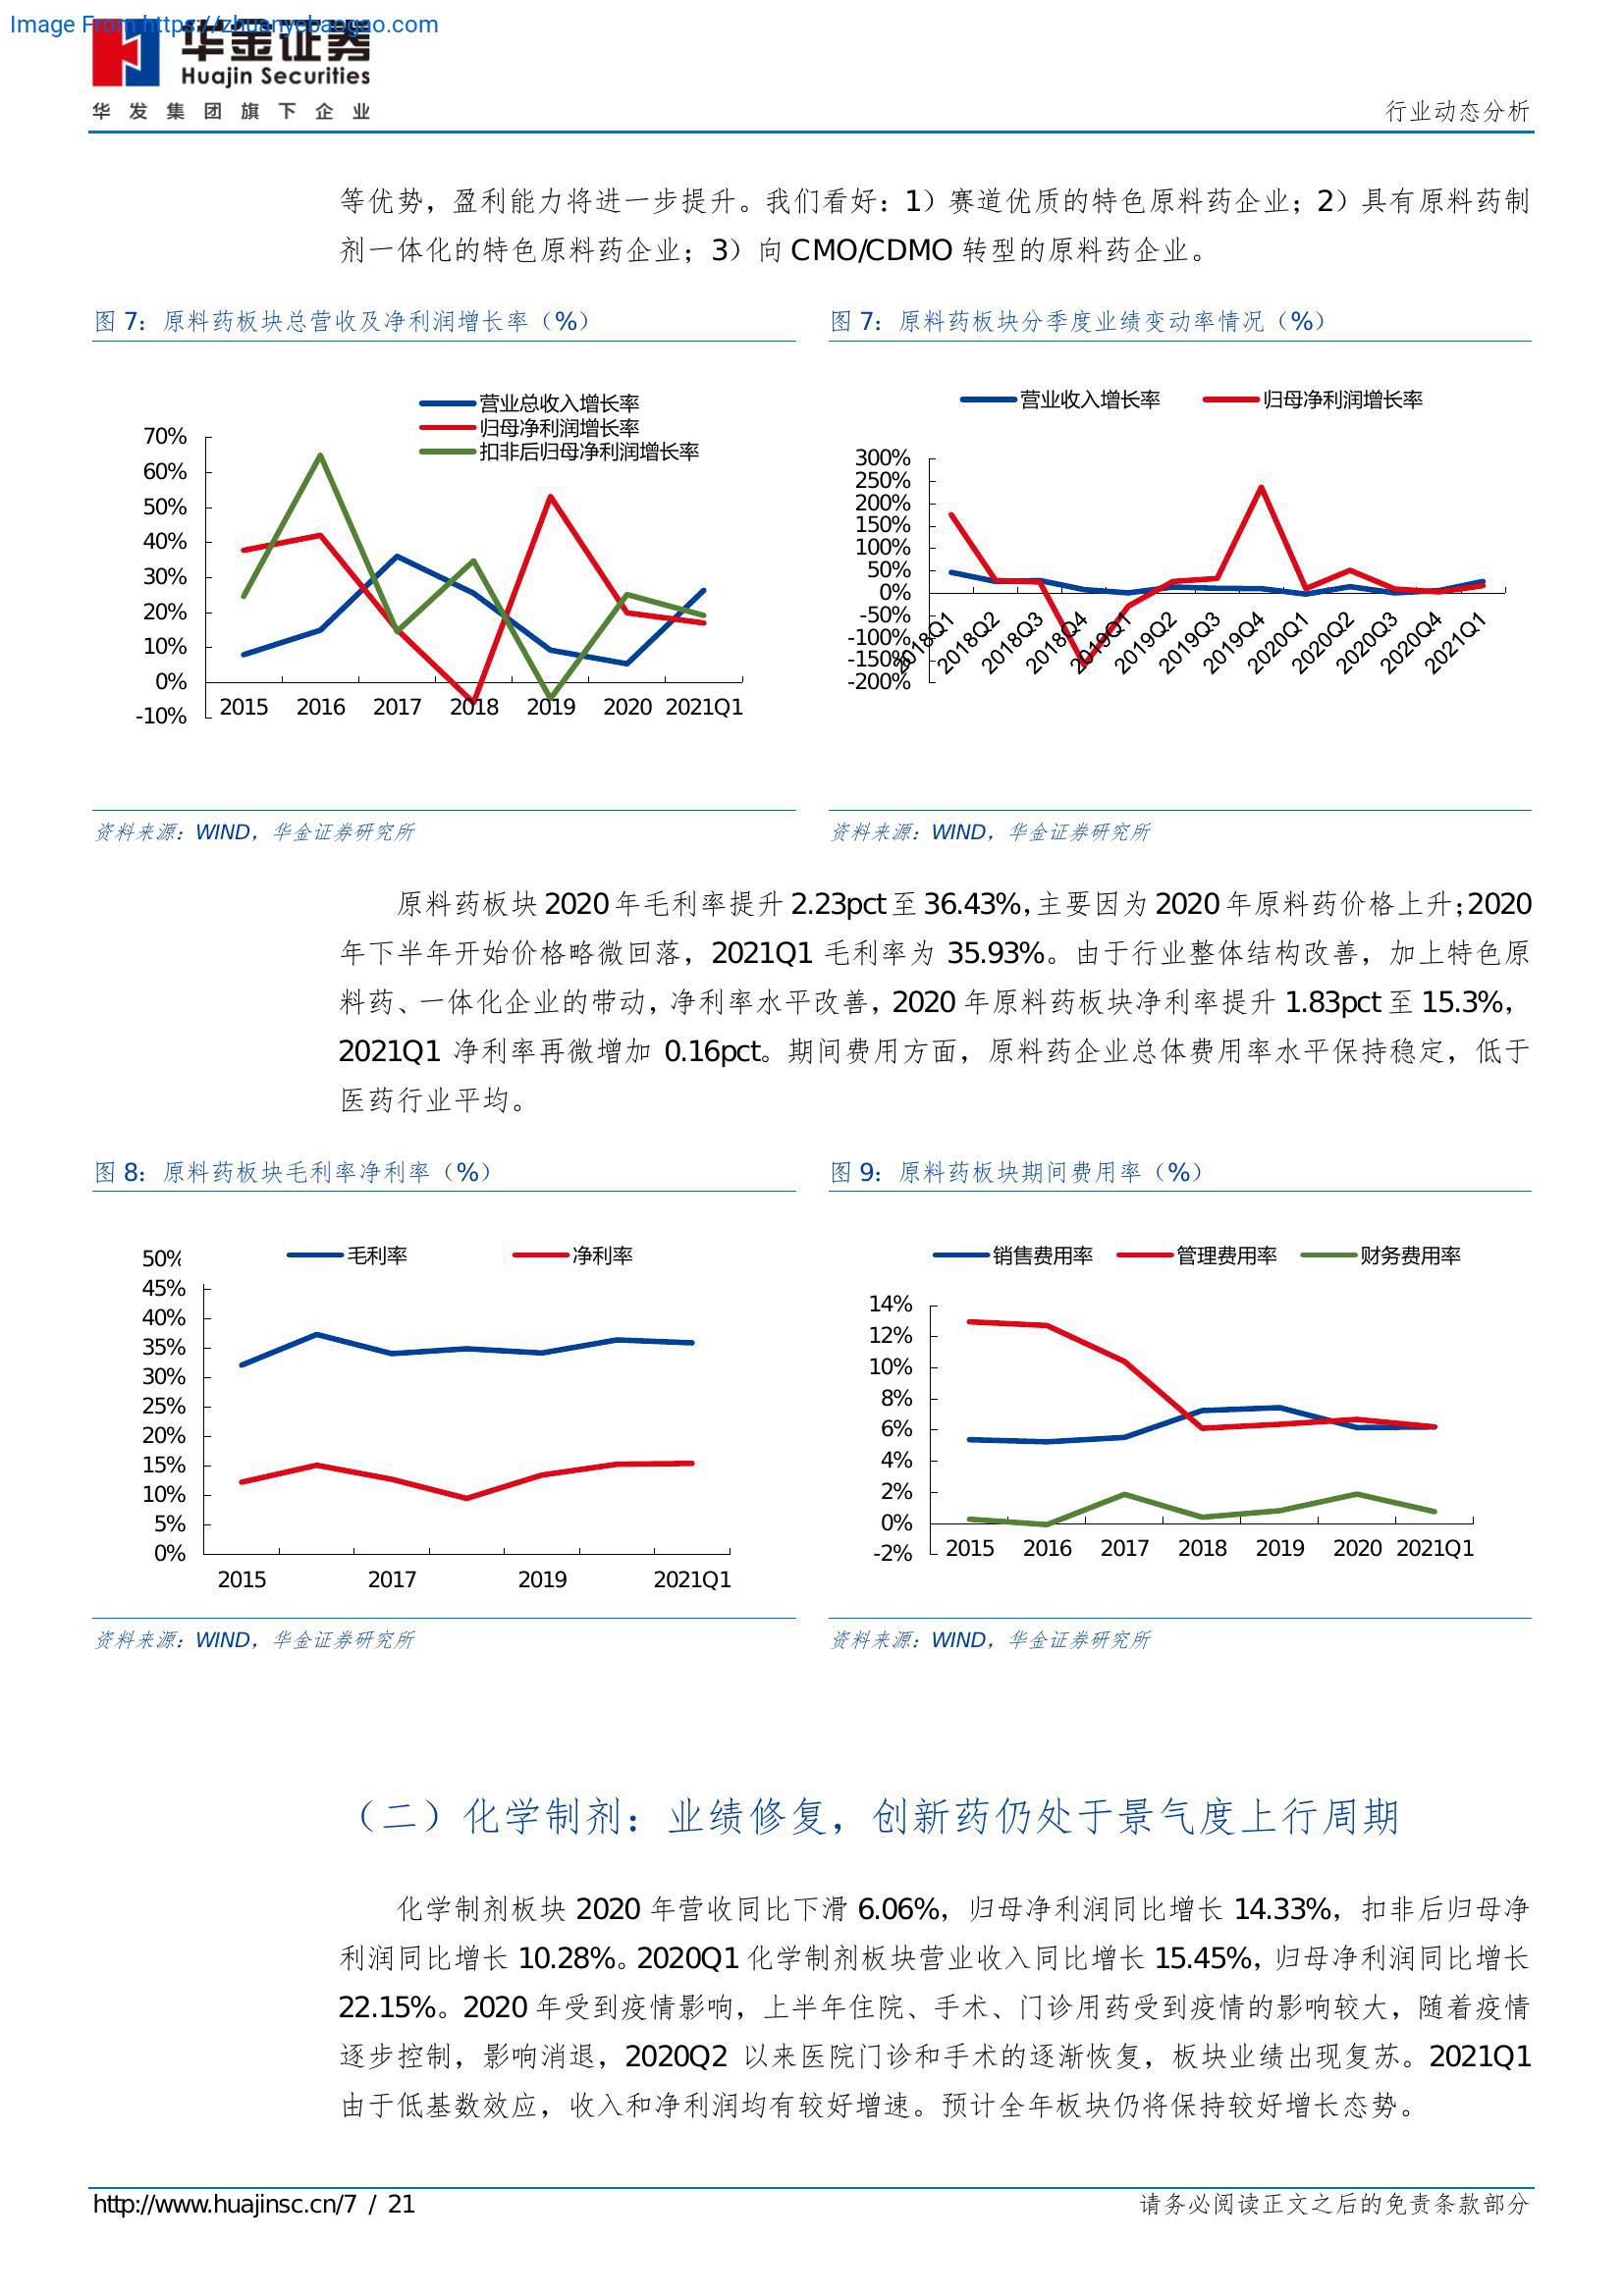 Image From https://zhuanyebaogao.com
华金证券
Huajin Securities
华发集团旗下企业
行业动态分析
等优势，盈利能力将进一步提升。我们看好：1）赛道优质的特色原料药企业；2）具有原料药制
剂一体化的特色原料药企业；3）向 CMO/CDMO 转型的原料药企业。
图 7：原料药板块总营收及净利润增长率（%）
营业总收入增长率
归母净利润增长率
扣非后归母净利润增长率
70%
60%
50%
40%
30%
20%
10%
0%
-10%
2015 2016 2017 2018 2019 2020 2021Q1
资料来源：WIND，华金证券研究所
图 7：原料药板块分季度业绩变动率情况（%）
营业收入增长率 归母净利润增长率
300%
250%
200%
150%
100%
50%
0%
-50%
-100%
-150%
-200%
2018Q1 2018Q2 2018Q3 2018Q4 2019Q1 2019Q2 2019Q3 2019Q4 2020Q1 2020Q2 2020Q3 2020Q4 2021Q1
资料来源：WIND，华金证券研究所
原料药板块 2020 年毛利率提升 2.23pct 至 36.43%，主要因为 2020 年原料药价格上升；2020
年下半年开始价格略微回落，2021Q1 毛利率为 35.93%。由于行业整体结构改善，加上特色原
料药、一体化企业的带动，净利率水平改善，2020 年原料药板块净利率提升 1.83pct 至 15.3%，
2021Q1 净利率再微增加 0.16pct。期间费用方面，原料药企业总体费用率水平保持稳定，低于
医药行业平均。
图 8：原料药板块毛利率净利率（%）
毛利率 净利率
50%
45%
40%
35%
30%
25%
20%
15%
10%
5%
0%
2015 2017 2019 2021Q1
资料来源：WIND，华金证券研究所
图 9：原料药板块期间费用率（%）
销售费用率 管理费用率 财务费用率
14%
12%
10%
8%
6%
4%
2%
0%
-2%
2015 2016 2017 2018 2019 2020 2021Q1
资料来源：WIND，华金证券研究所
（二）化学制剂：业绩修复，创新药仍处于景气度上行周期
化学制剂板块 2020 年营收同比下滑 6.06%，归母净利润同比增长 14.33%，扣非后归母净
利润同比增长 10.28%。2020Q1 化学制剂板块营业收入同比增长 15.45%，归母净利润同比增长
22.15%。2020 年受到疫情影响，上半年住院、手术、门诊用药受到疫情的影响较大，随着疫情
逐步控制，影响消退，2020Q2 以来医院门诊和手术的逐渐恢复，板块业绩出现复苏。2021Q1
由于低基数效应，收入和净利润均有较好增速。预计全年板块仍将保持较好增长态势。
http://www.huajinsc.cn/7 / 21
请务必阅读正文之后的免责条款部分